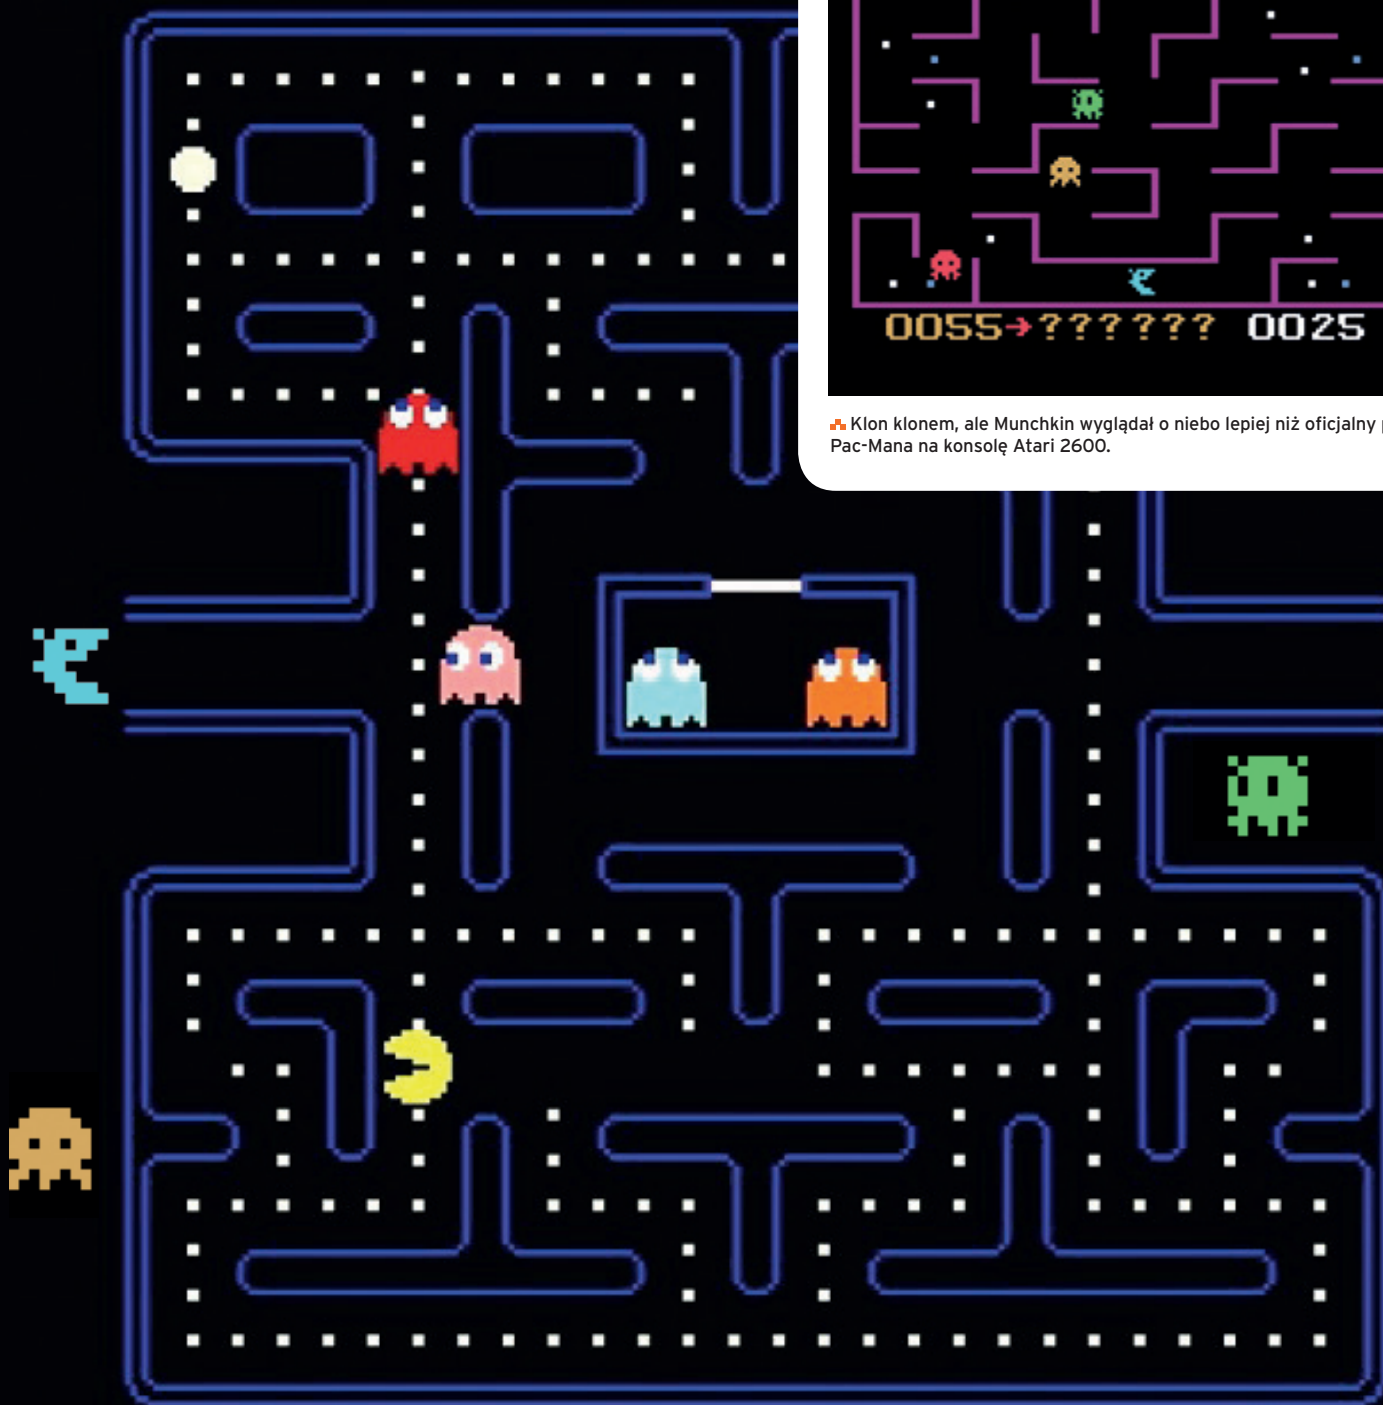 0055→?????? 0025
Klon klonem, ale Munchkin wyglądał o niebo lepiej niż oficjalny
Pac-Mana na konsolę Atari 2600.